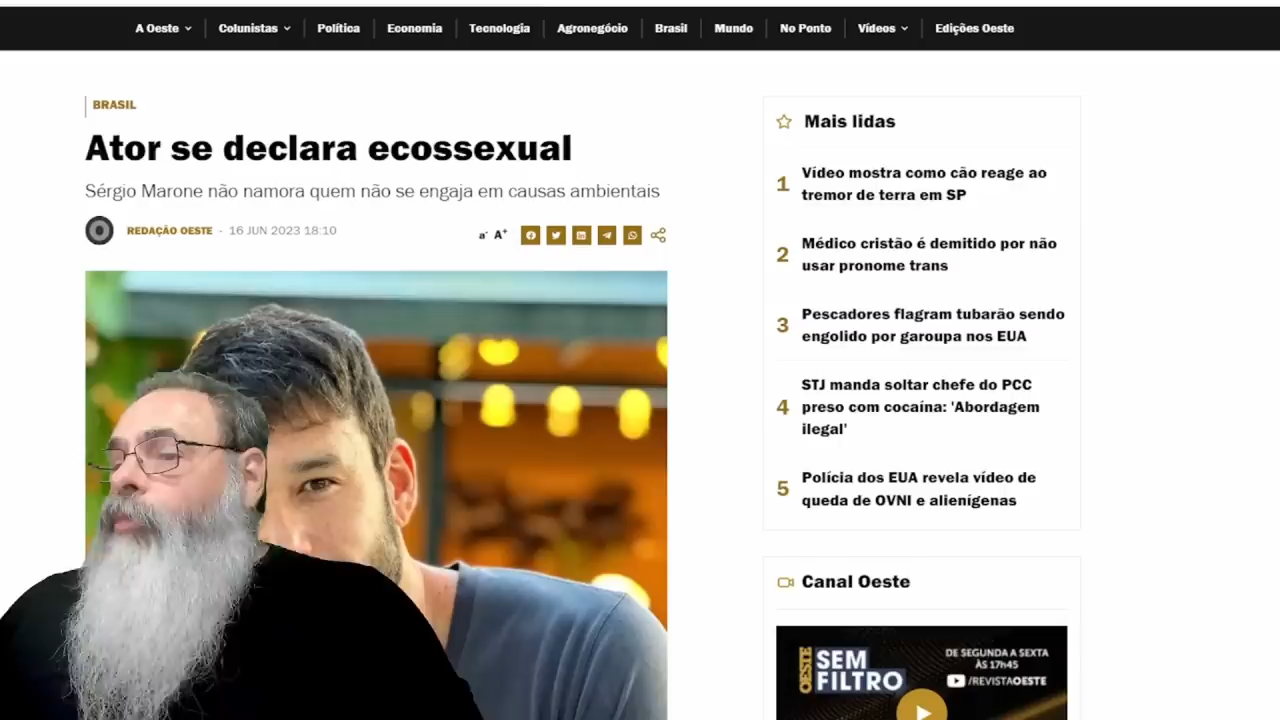 A Oeste
Colunistas
Política
Economia
Tecnologia
Agronegócio
Brasil
Mundo
No Ponto
Vídeos
Edições Oeste
BRASIL
Ator se declara ecossexual
Sérgio Marone não namora quem não se engaja em causas ambientais
REDAÇÃO OESTE - 16 JUN 2023 18:10
a- A+
Mais lidas
1
Vídeo mostra como cão reage ao
tremor de terra em SP
2
Médico cristão é demitido por não
usar pronome trans
3
Pescadores flagram tubarão sendo
engolido por garoupa nos EUA
4
STJ manda soltar chefe do PCC
preso com cocaína: 'Abordagem
ilegal'
5
Polícia dos EUA revela vídeo de
queda de OVNI e alienígenas
Canal Oeste
OESTE
SEM
FILTRO
DE SEGUNDA A SEXTA
ÀS 17h45
/REVISTAOESTE